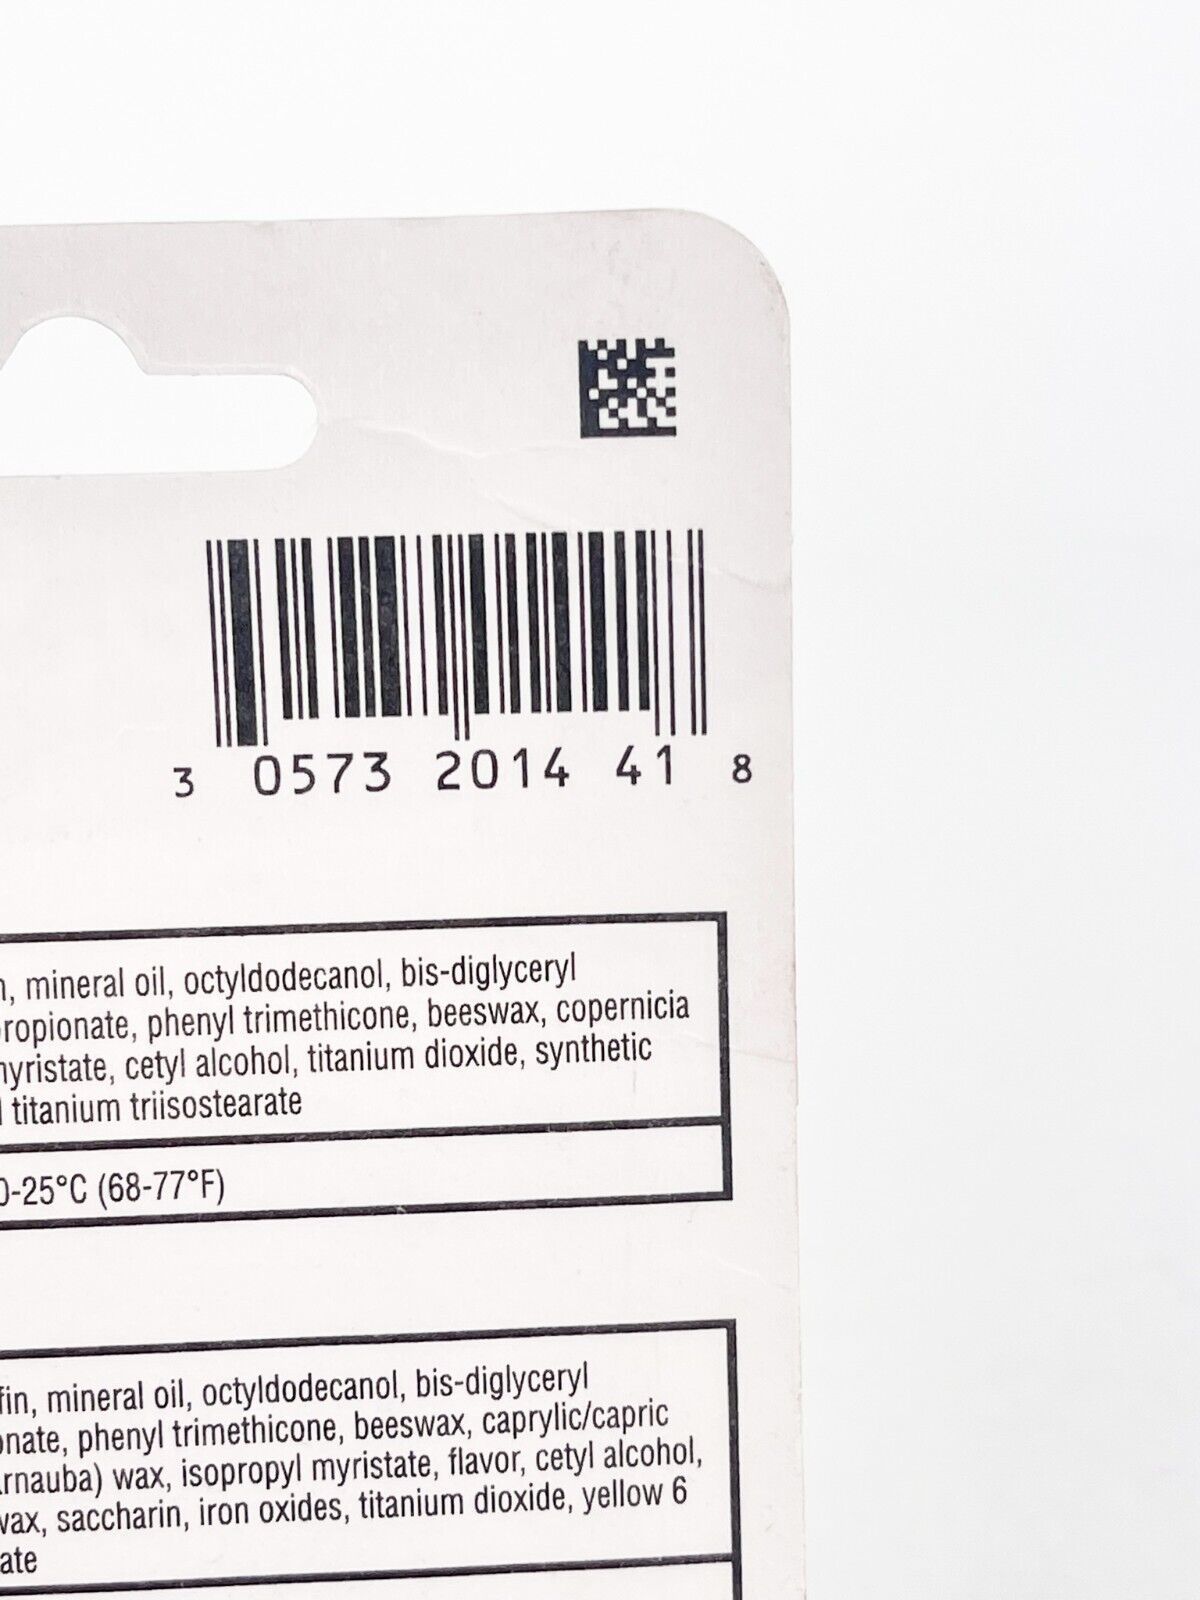 3 0573 2014 41 8
mineral oil, octyldodecanol, bis-diglyceryl
phenyl trimethicone, beeswax, copernicia
cetyl alcohol, titanium dioxide, synthetic
titanium triisostearate
-25°C (68-77°F)
mineral oil, octyldodecanol, bis-diglyceryl
phenyl trimethicone, beeswax, caprylic/capric
wax, isopropyl myristate, flavor, cetyl alcohol,
saccharin, iron oxides, titanium dioxide, yellow 6